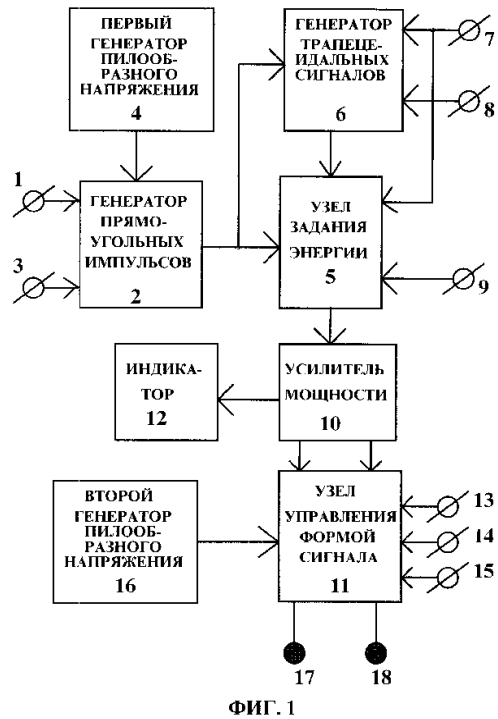 ПЕРВЫЙ
ГЕНЕРАТОР
ПИЛООБ-
РАЗНОГО
НАПРЯЖЕНИЯ
4
ГЕНЕРАТОР
ТРАПЕЦЕ-
ИДАЛЬНЫХ
СИГНАЛОВ
6
7
8
1
3
ГЕНЕРАТОР
ПРЯМО-
УГОЛЬНЫХ
ИМПУЛЬСОВ
2
УЗЕЛ
ЗАДАНИЯ
ЭНЕРГИИ
5
9
ИНДИКА-
ТОР
12
УСИЛИТЕЛЬ
МОЩНОСТИ
10
ВТОРОЙ
ГЕНЕРАТОР
ПИЛООБ-
РАЗНОГО
НАПРЯЖЕНИЯ
16
УЗЕЛ
УПРАВЛЕНИЯ
ФОРМОЙ
СИГНАЛА
11
13
14
15
17
18
ФИГ. 1